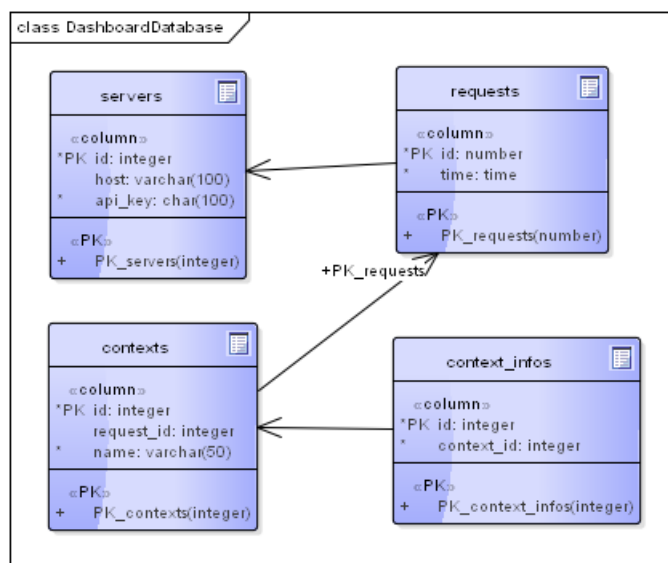 class DashboardDatabase
servers
«column»
*PK id: integer
host: varchar(100)
* api_key: char(100)
«PK»
+ PK_servers(integer)
requests
«column»
*PK id: number
* time: time
«PK»
+ PK_requests(number)
+PK_requests
contexts
«column»
*PK id: integer
request_id: integer
* name: varchar(50)
«PK»
+ PK_contexts(integer)
context_infos
«column»
*PK id: integer
* context_id: integer
«PK»
+ PK_context_infos(integer)